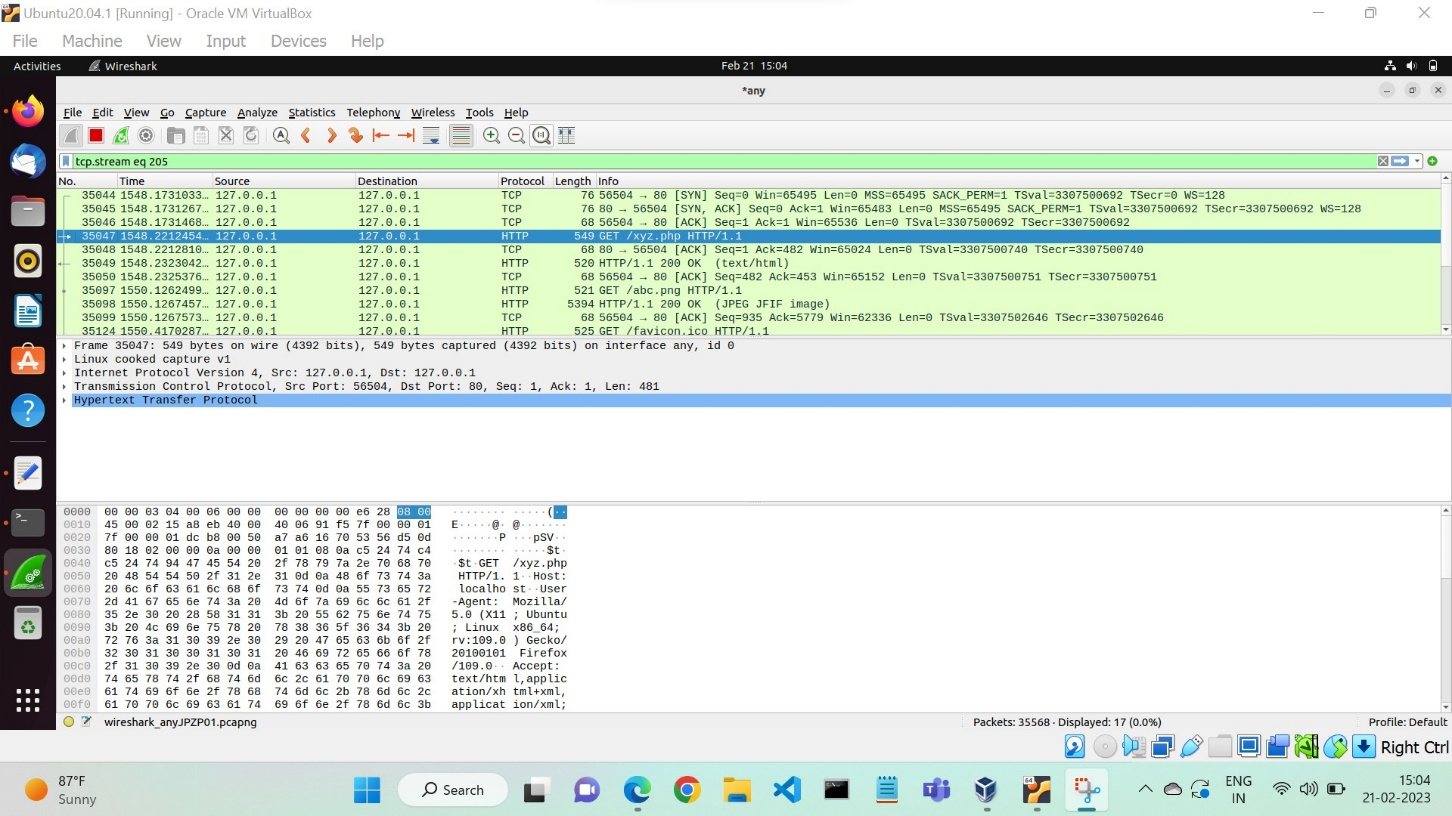 Ubuntu20.04.1 [Running] - Oracle VM VirtualBox
File Machine View Input Devices Help
Activities Wireshark Feb 21 15:04
*any
File Edit View Go Capture Analyze Statistics Telephony Wireless Tools Help
tcp.stream eq 205
No. Time Source Destination Protocol Length Info
35044 1548.1731033… 127.0.0.1 127.0.0.1 TCP 76 56504 → 80 [SYN] Seq=0 Win=65495 Len=0 MSS=65495 SACK_PERM=1 TSval=3307500692 TSecr=0 WS=128
35045 1548.1731267… 127.0.0.1 127.0.0.1 TCP 76 80 → 56504 [SYN, ACK] Seq=0 Ack=1 Win=65483 Len=0 MSS=65495 SACK_PERM=1 TSval=3307500692 TSecr=3307500692 WS=128
35046 1548.1731468… 127.0.0.1 127.0.0.1 TCP 68 56504 → 80 [ACK] Seq=1 Ack=1 Win=65536 Len=0 TSval=3307500692 TSecr=3307500692
35047 1548.2212454… 127.0.0.1 127.0.0.1 HTTP 549 GET /xyz.php HTTP/1.1
35048 1548.2212810… 127.0.0.1 127.0.0.1 TCP 68 80 → 56504 [ACK] Seq=1 Ack=482 Win=65024 Len=0 TSval=3307500740 TSecr=3307500740
35049 1548.2323042… 127.0.0.1 127.0.0.1 HTTP 520 HTTP/1.1 200 OK (text/html)
35050 1548.2325376… 127.0.0.1 127.0.0.1 TCP 68 56504 → 80 [ACK] Seq=482 Ack=453 Win=65152 Len=0 TSval=3307500751 TSecr=3307500751
35097 1550.1262499… 127.0.0.1 127.0.0.1 HTTP 521 GET /abc.png HTTP/1.1
35098 1550.1267457… 127.0.0.1 127.0.0.1 HTTP 5394 HTTP/1.1 200 OK (JPEG JFIF image)
35099 1550.1267573… 127.0.0.1 127.0.0.1 TCP 68 56504 → 80 [ACK] Seq=935 Ack=5779 Win=62336 Len=0 TSval=3307502646 TSecr=3307502646
35124 1550.4170287… 127.0.0.1 127.0.0.1 HTTP 525 GET /favicon.ico HTTP/1.1
Frame 35047: 549 bytes on wire (4392 bits), 549 bytes captured (4392 bits) on interface any, id 0
Linux cooked capture v1
Internet Protocol Version 4, Src: 127.0.0.1, Dst: 127.0.0.1
Transmission Control Protocol, Src Port: 56504, Dst Port: 80, Seq: 1, Ack: 1, Len: 481
Hypertext Transfer Protocol
0000 00 00 03 04 00 06 00 00 00 00 00 00 e6 28 08 00 ········ ·····(··
0010 45 00 02 15 a8 eb 40 00 40 06 91 f5 7f 00 00 01 E·····@· @·······
0020 7f 00 00 01 dc b8 00 50 a7 a6 16 70 53 56 d5 0d ·······P ···pSV··
0030 80 18 02 00 00 0a 00 00 01 01 08 0a c5 24 74 c4 ········ ·····$t·
0040 c5 24 74 94 47 45 54 20 2f 78 79 7a 2e 70 68 70 ·$t·GET /xyz.php
0050 20 48 54 54 50 2f 31 2e 31 0d 0a 48 6f 73 74 3a HTTP/1. 1··Host:
0060 20 6c 6f 63 61 6c 68 6f 73 74 0d 0a 55 73 65 72 localho st··User
0070 2d 41 67 65 6e 74 3a 20 4d 6f 7a 69 6c 6c 61 2f -Agent: Mozilla/
0080 35 2e 30 20 28 58 31 31 3b 20 55 62 75 6e 74 75 5.0 (X11 ; Ubuntu
0090 3b 20 4c 69 6e 75 78 20 78 38 36 5f 36 34 3b 20 ; Linux x86_64;
00a0 72 76 3a 31 30 39 2e 30 29 20 47 65 63 6b 6f 2f rv:109.0 ) Gecko/
00b0 32 30 31 30 30 31 30 31 20 46 69 72 65 66 6f 78 20100101 Firefox
00c0 2f 31 30 39 2e 30 0d 0a 41 63 63 65 70 74 3a 20 /109.0·· Accept:
00d0 74 65 78 74 2f 68 74 6d 6c 2c 61 70 70 6c 69 63 text/htm l,applic
00e0 61 74 69 6f 6e 2f 78 68 74 6d 6c 2b 78 6d 6c 2c ation/xh tml+xml,
00f0 61 70 70 6c 69 63 61 74 69 6f 6e 2f 78 6d 6c 3b applicat ion/xml;
wireshark_anyJPZP01.pcapng Packets: 35568 · Displayed: 17 (0.0%) Profile: Default
Right Ctrl
87°F
Sunny
Search
ENG
IN
15:04
21-02-2023